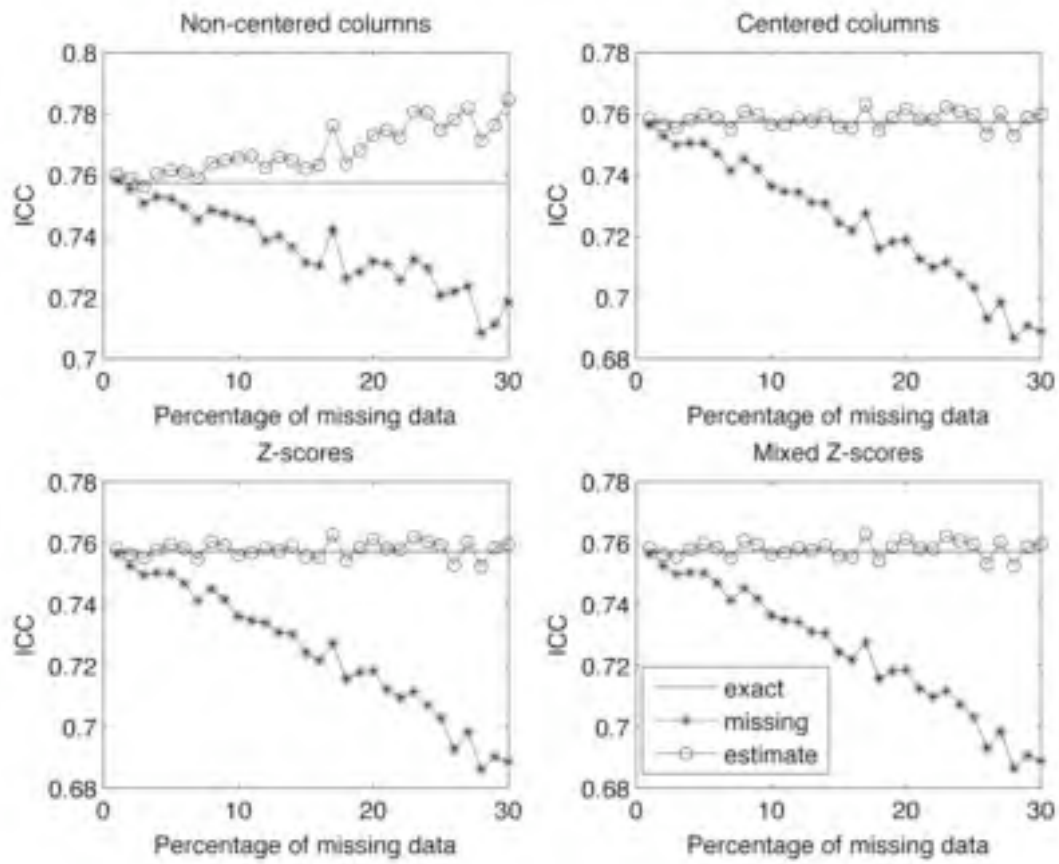 Non-centered columns
0.8
0.78
0.76
0.74
0.72
0.7
ICC
0 10 20 30
Percentage of missing data
Centered columns
0.78
0.76
0.74
0.72
0.7
0.68
ICC
0 10 20 30
Percentage of missing data
Z-scores
0.78
0.76
0.74
0.72
0.7
0.68
ICC
0 10 20 30
Percentage of missing data
Mixed Z-scores
0.78
0.76
0.74
0.72
0.7
0.68
ICC
exact
missing
estimate
0 10 20 30
Percentage of missing data